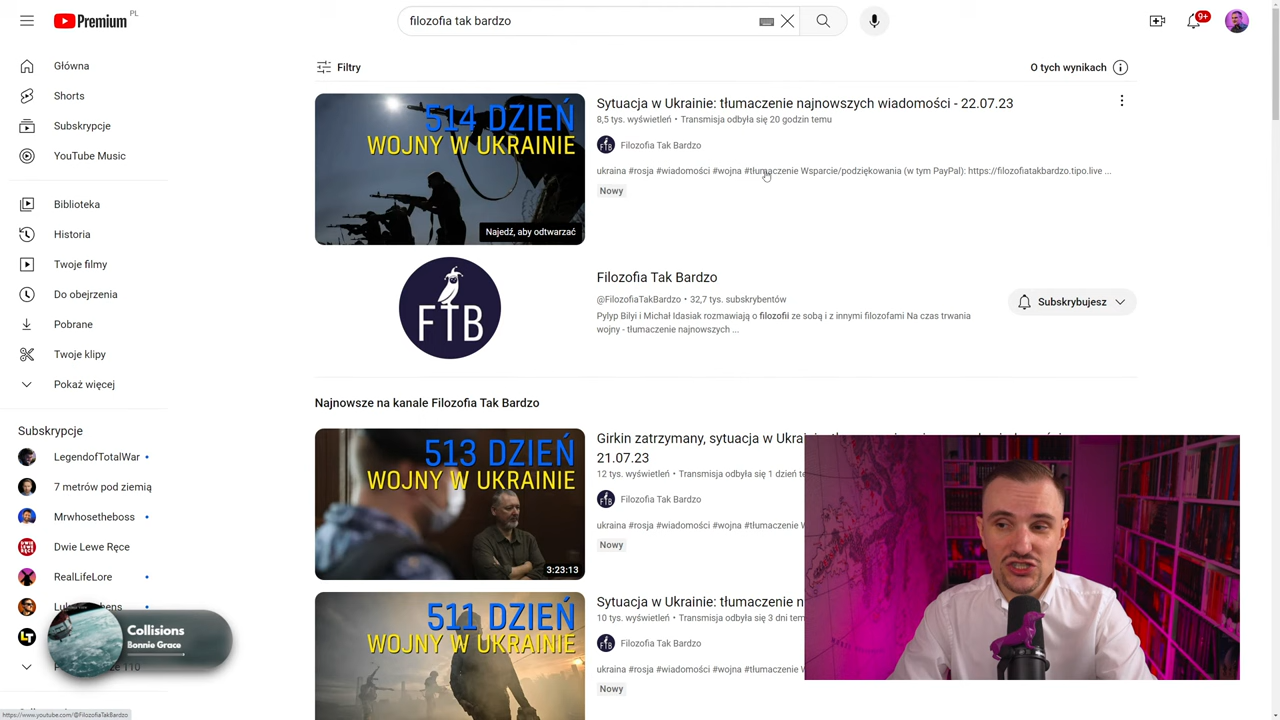 Premium
PL
filozofia tak bardzo
9+
Główna
Shorts
Subskrypcje
YouTube Music
Biblioteka
Historia
Twoje filmy
Do obejrzenia
Pobrane
Twoje klipy
Pokaż więcej
Subskrypcje
LegendofTotalWar
7 metrów pod ziemią
Mrwhosetheboss
Dwie Lewe Ręce
RealLifeLore
Collisions
Bonnie Grace
110
https://www.youtube.com/@FilozofiaTakBardzo
Filtry
O tych wynikach
514 DZIEŃ
WOJNY W UKRAINIE
Najedź, aby odtwarzać
Sytuacja w Ukrainie: tłumaczenie najnowszych wiadomości - 22.07.23
8,5 tys. wyświetleń • Transmisja odbyła się 20 godzin temu
FTB
Filozofia Tak Bardzo
ukraina #rosja #wiadomości #wojna #tłumaczenie Wsparcie/podziękowania (w tym PayPal): https://filozofiatakbardzo.tipo.live ...
Nowy
FTB
Filozofia Tak Bardzo
@FilozofiaTakBardzo • 32,7 tys. subskrybentów
Pylyp Bilyi i Michał Idasiak rozmawiają o filozofii ze sobą i z innymi filozofami Na czas trwania
wojny - tłumaczenie najnowszych ...
Subskrybujesz
Najnowsze na kanale Filozofia Tak Bardzo
513 DZIEŃ
WOJNY W UKRAINIE
3:23:13
Girkin zatrzymany, sytuacja w
21.07.23
12 tys. wyświetleń • Transmisja odbyła się 1 dzień
FTB
Filozofia Tak Bardzo
ukraina #rosja #wiadomości #wojna #tłumaczenie
Nowy
511 DZIEŃ
WOJNY W UKRAINIE
Sytuacja w Ukrainie: tłumaczenie
10 tys. wyświetleń • Transmisja odbyła się 3 dni temu
FTB
Filozofia Tak Bardzo
ukraina #rosja #wiadomości #wojna #tłumaczenie
Nowy